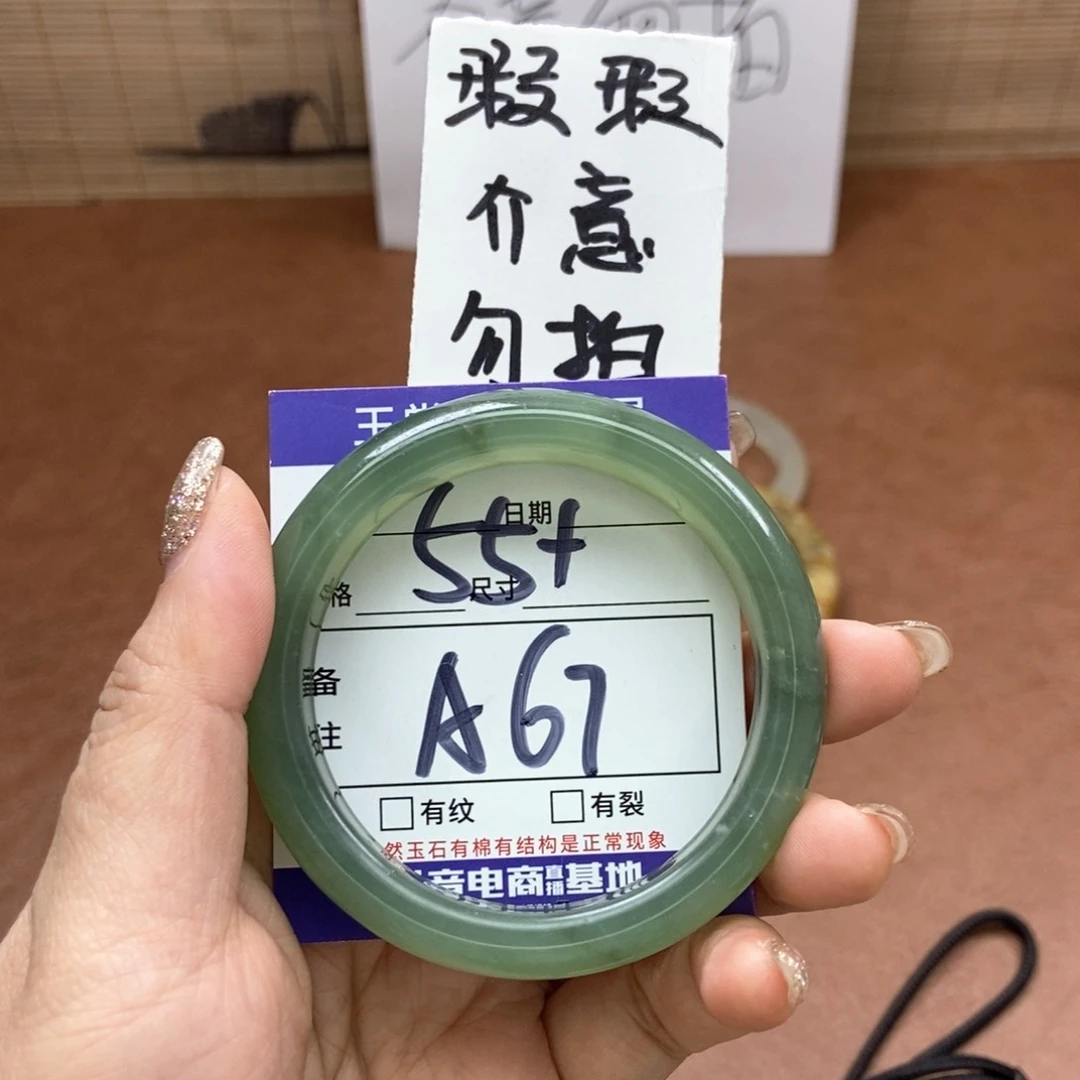 瑕瑕
介意
勿拍
日期
55+
格
尺寸
备注
A67
有纹
有裂
然玉石有棉有结构是正常现象
音电商直播基地